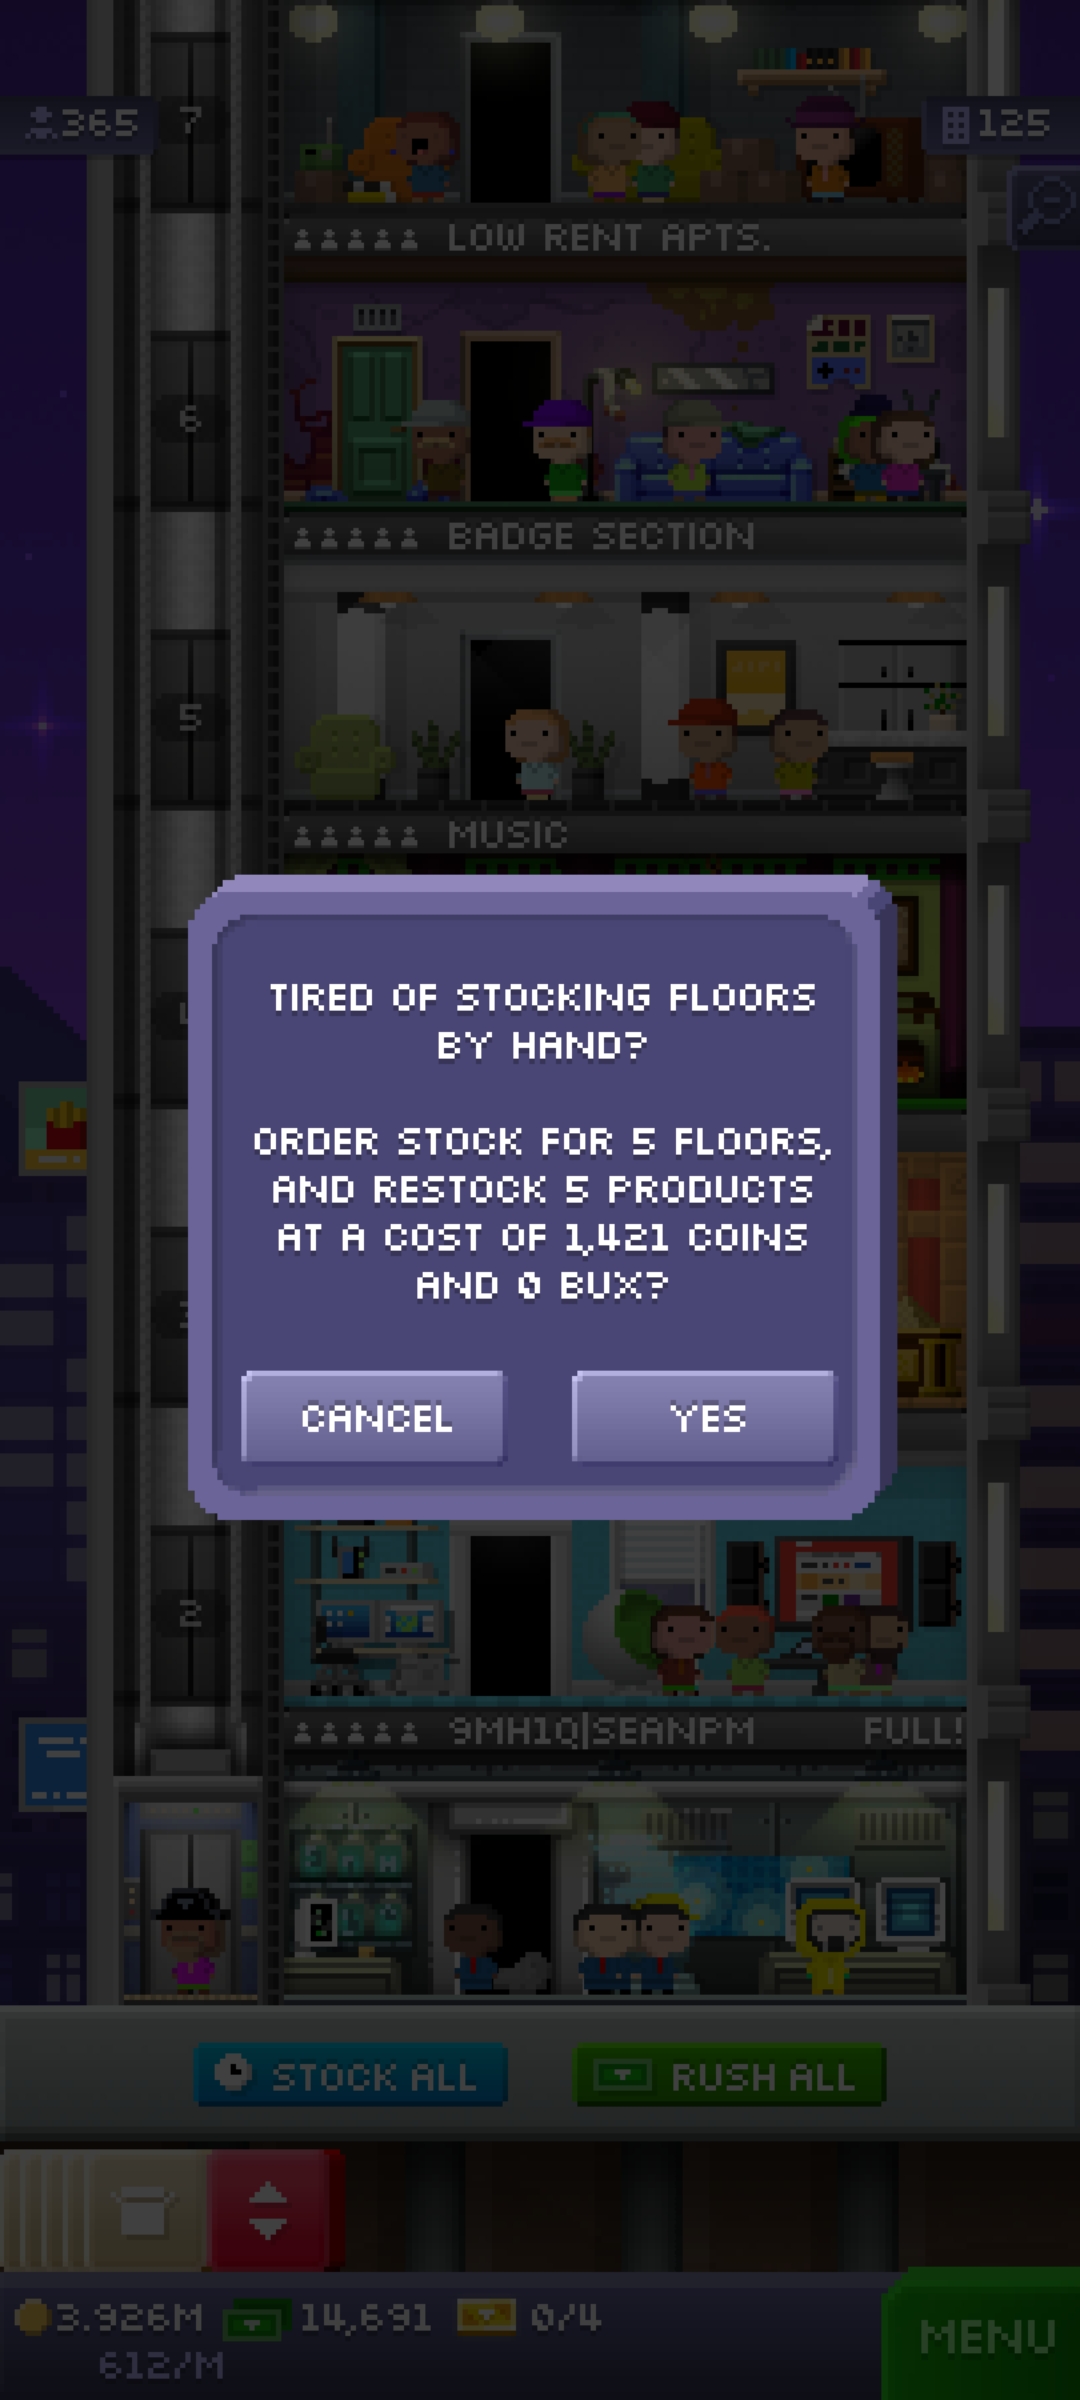 7
365
125
LOW RENT APTS.
6
BADGE SECTION
5
MUSIC
TIRED OF STOCKING FLOORS
BY HAND?
ORDER STOCK FOR 5 FLOORS,
AND RESTOCK 5 PRODUCTS
AT A COST OF 1,421 COINS
AND 0 BUX?
CANCEL
YES
2
9MH1Q|SEANPM FULL!
STOCK ALL
RUSH ALL
3.926M
14,691
0/4
612/M
MENU